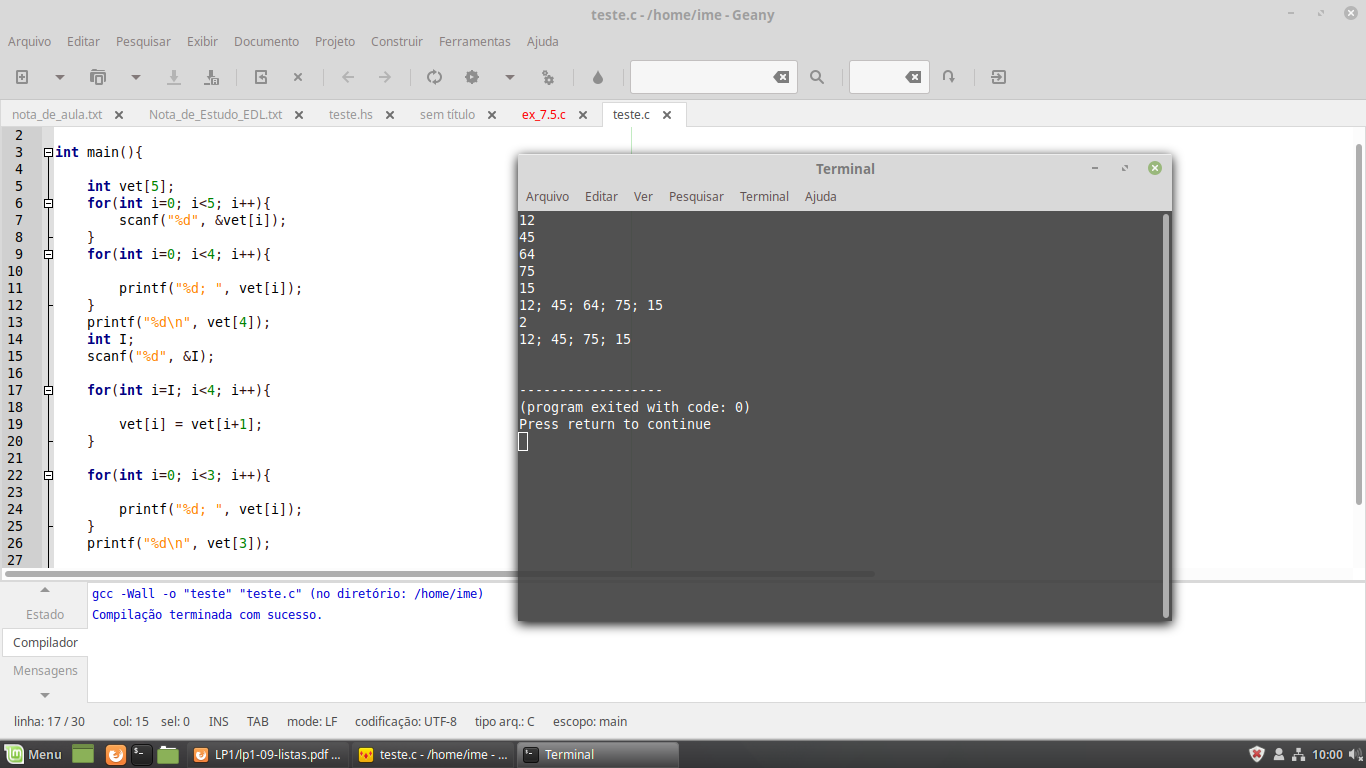 teste.c - /home/ime - Geany
Arquivo Editar Pesquisar Exibir Documento Projeto Construir Ferramentas Ajuda
nota_de_aula.txt Nota_de_Estudo_EDL.txt teste.hs sem título ex_7.5.c teste.c
2
3 int main(){
4
5 int vet[5];
6 for(int i=0; i<5; i++){
7 scanf("%d", &vet[i]);
8 }
9 for(int i=0; i<4; i++){
10
11 printf("%d; ", vet[i]);
12 }
13 printf("%d\n", vet[4]);
14 int I;
15 scanf("%d", &I);
16
17 for(int i=I; i<4; i++){
18
19 vet[i] = vet[i+1];
20 }
21
22 for(int i=0; i<3; i++){
23
24 printf("%d; ", vet[i]);
25 }
26 printf("%d\n", vet[3]);
27
Terminal
Arquivo Editar Ver Pesquisar Terminal Ajuda
12
45
64
75
15
12; 45; 64; 75; 15
2
12; 45; 75; 15
------------------
(program exited with code: 0)
Press return to continue
Estado
Compilador
Mensagens
gcc -Wall -o "teste" "teste.c" (no diretório: /home/ime)
Compilação terminada com sucesso.
linha: 17 / 30 col: 15 sel: 0 INS TAB mode: LF codificação: UTF-8 tipo arq.: C escopo: main
Menu LP1/lp1-09-listas.pdf ... teste.c - /home/ime - ... Terminal 10:00